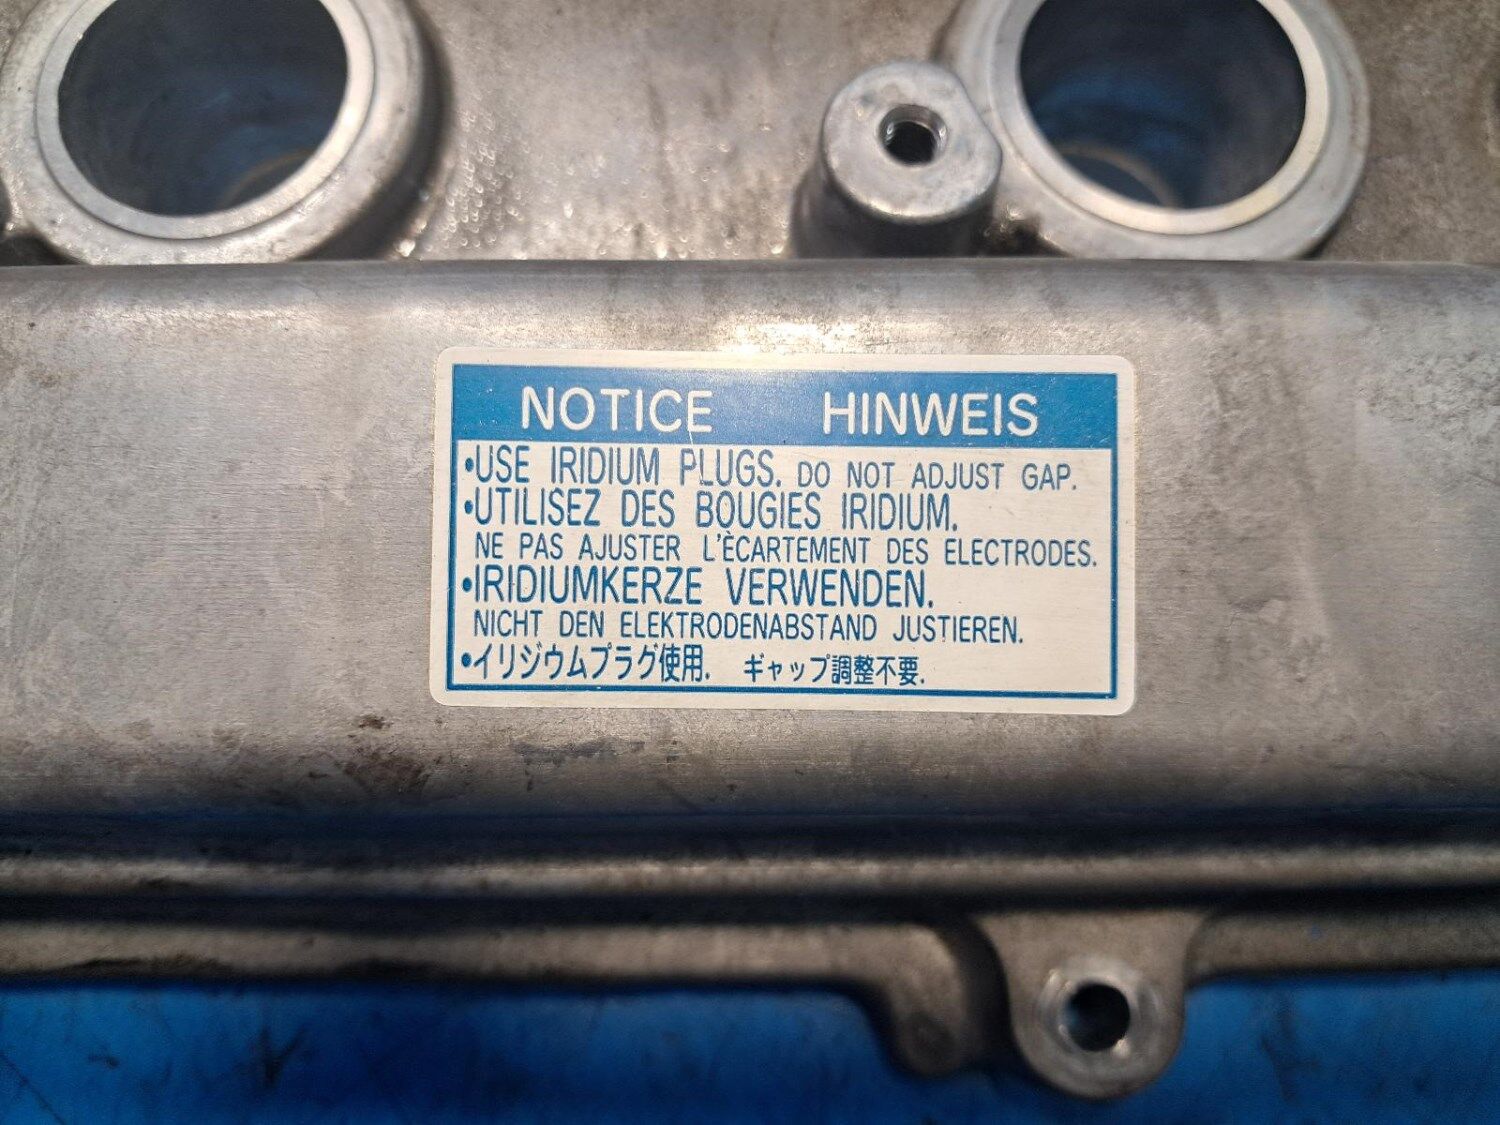 NOTICE HINWEIS
•USE IRIDIUM PLUGS. DO NOT ADJUST GAP.
•UTILISEZ DES BOUGIES IRIDIUM.
NE PAS AJUSTER L'ÈCARTEMENT DES ELECTRODES.
•IRIDIUMKERZE VERWENDEN.
NICHT DEN ELEKTRODENABSTAND JUSTIEREN.
•イリジウムプラグ使用. ギャップ調整不要.